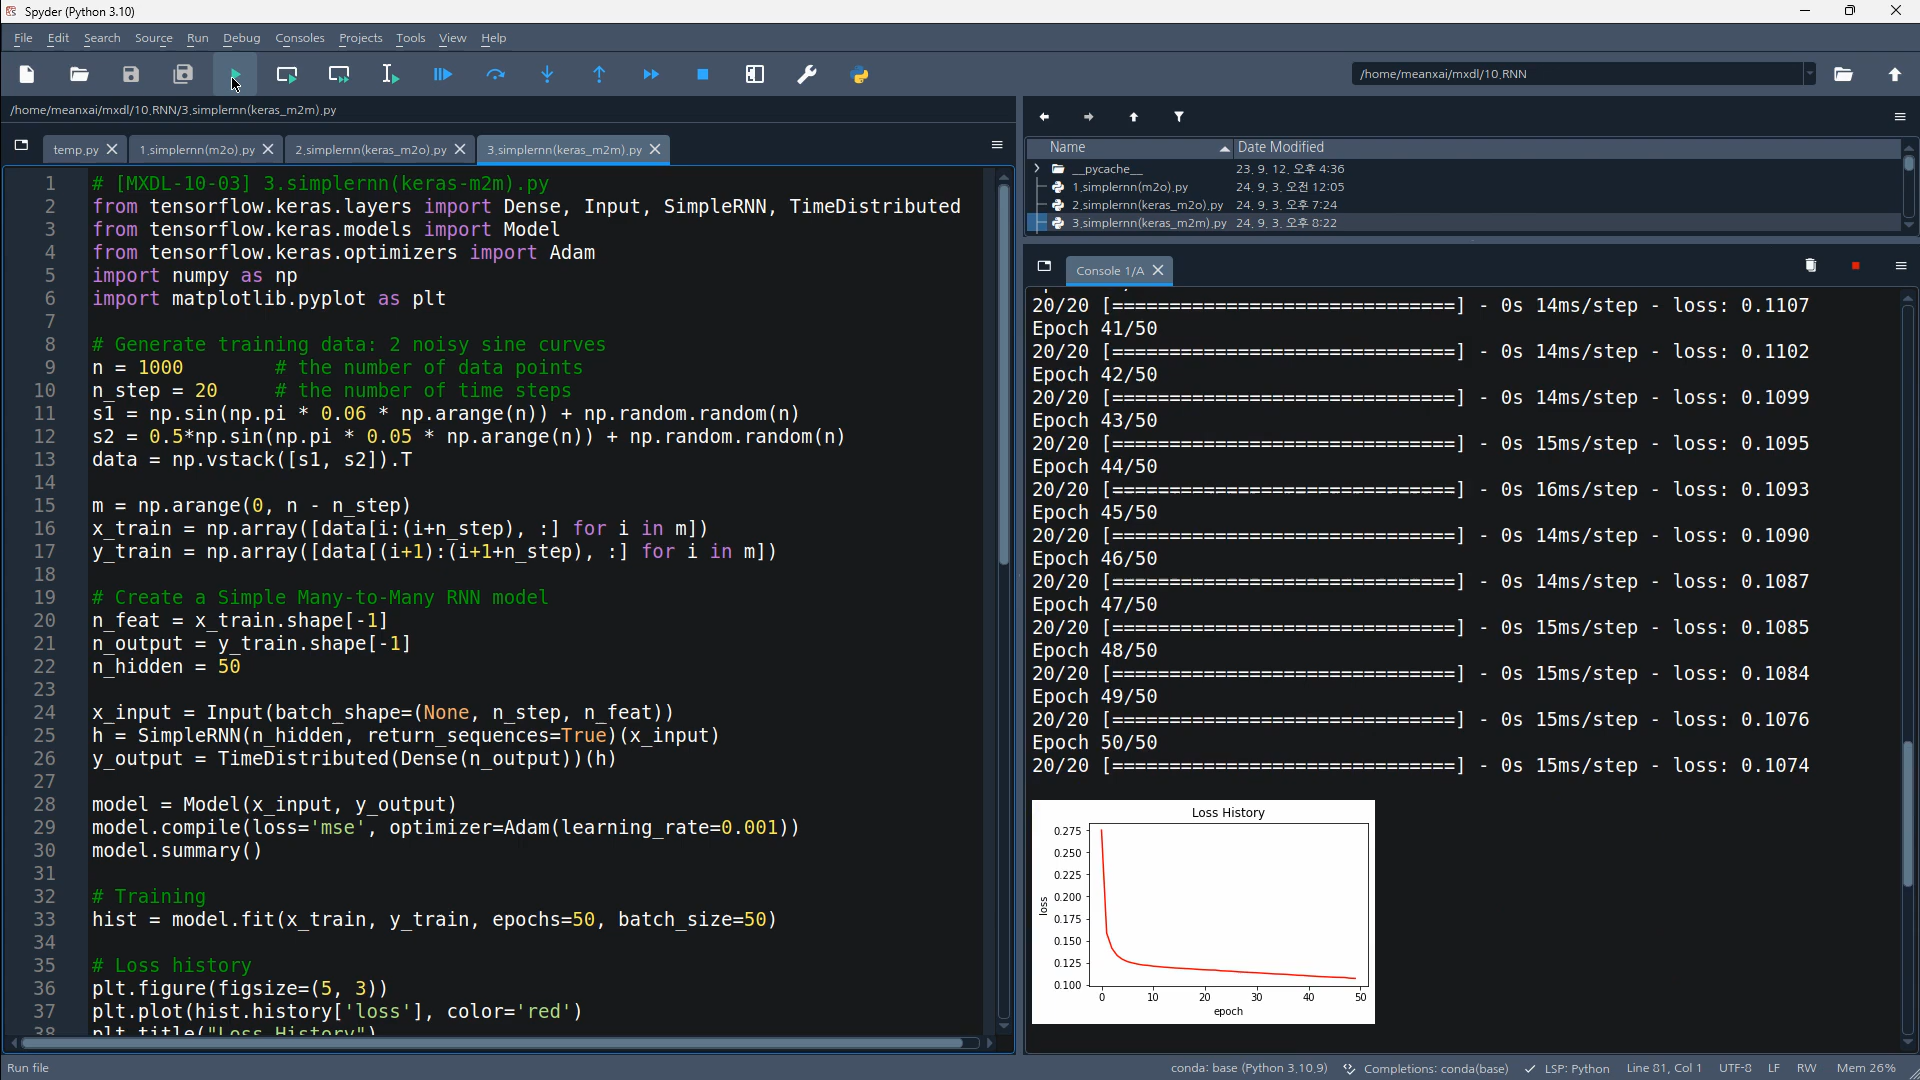 Spyder (Python 3.10)
File Edit Search Source Run Debug Consoles Projects Tools View Help
/home/meanxai/mxdl/10.RNN
/home/meanxai/mxdl/10.RNN/3.simplernn(keras_m2m).py
temp.py 1.simplernn(m2o).py 2.simplernn(keras_m2o).py 3.simplernn(keras_m2m).py
1 # [MXDL-10-03] 3.simplernn(keras-m2m).py
2 from tensorflow.keras.layers import Dense, Input, SimpleRNN, TimeDistributed
3 from tensorflow.keras.models import Model
4 from tensorflow.keras.optimizers import Adam
5 import numpy as np
6 import matplotlib.pyplot as plt
7
8 # Generate training data: 2 noisy sine curves
9 n = 1000        # the number of data points
10 n_step = 20     # the number of time steps
11 s1 = np.sin(np.pi * 0.06 * np.arange(n)) + np.random.random(n)
12 s2 = 0.5*np.sin(np.pi * 0.05 * np.arange(n)) + np.random.random(n)
13 data = np.vstack([s1, s2]).T
14
15 m = np.arange(0, n - n_step)
16 x_train = np.array([data[i:(i+n_step), :] for i in m])
17 y_train = np.array([data[(i+1):(i+1+n_step), :] for i in m])
18
19 # Create a Simple Many-to-Many RNN model
20 n_feat = x_train.shape[-1]
21 n_output = y_train.shape[-1]
22 n_hidden = 50
23
24 x_input = Input(batch_shape=(None, n_step, n_feat))
25 h = SimpleRNN(n_hidden, return_sequences=True)(x_input)
26 y_output = TimeDistributed(Dense(n_output))(h)
27
28 model = Model(x_input, y_output)
29 model.compile(loss='mse', optimizer=Adam(learning_rate=0.001))
30 model.summary()
31
32 # Training
33 hist = model.fit(x_train, y_train, epochs=50, batch_size=50)
34
35 # Loss history
36 plt.figure(figsize=(5, 3))
37 plt.plot(hist.history['loss'], color='red')
38 plt.title("Loss History")
Name Date Modified
__pycache__ 23. 9. 12. 오후 4:36
1.simplernn(m2o).py 24. 9. 3. 오전 12:05
2.simplernn(keras_m2o).py 24. 9. 3. 오후 7:24
3.simplernn(keras_m2m).py 24. 9. 3. 오후 8:22
Console 1/A
20/20 [==============================] - 0s 14ms/step - loss: 0.1107
Epoch 41/50
20/20 [==============================] - 0s 14ms/step - loss: 0.1102
Epoch 42/50
20/20 [==============================] - 0s 14ms/step - loss: 0.1099
Epoch 43/50
20/20 [==============================] - 0s 15ms/step - loss: 0.1095
Epoch 44/50
20/20 [==============================] - 0s 16ms/step - loss: 0.1093
Epoch 45/50
20/20 [==============================] - 0s 14ms/step - loss: 0.1090
Epoch 46/50
20/20 [==============================] - 0s 14ms/step - loss: 0.1087
Epoch 47/50
20/20 [==============================] - 0s 15ms/step - loss: 0.1085
Epoch 48/50
20/20 [==============================] - 0s 15ms/step - loss: 0.1084
Epoch 49/50
20/20 [==============================] - 0s 15ms/step - loss: 0.1076
Epoch 50/50
20/20 [==============================] - 0s 15ms/step - loss: 0.1074
Loss History
0.275
0.250
0.225
0.200
0.175
0.150
0.125
0.100
loss
0 10 20 30 40 50
epoch
Run file
conda: base (Python 3.10.9) Completions: conda(base) LSP: Python Line 81, Col 1 UTF-8 LF RW Mem 26%